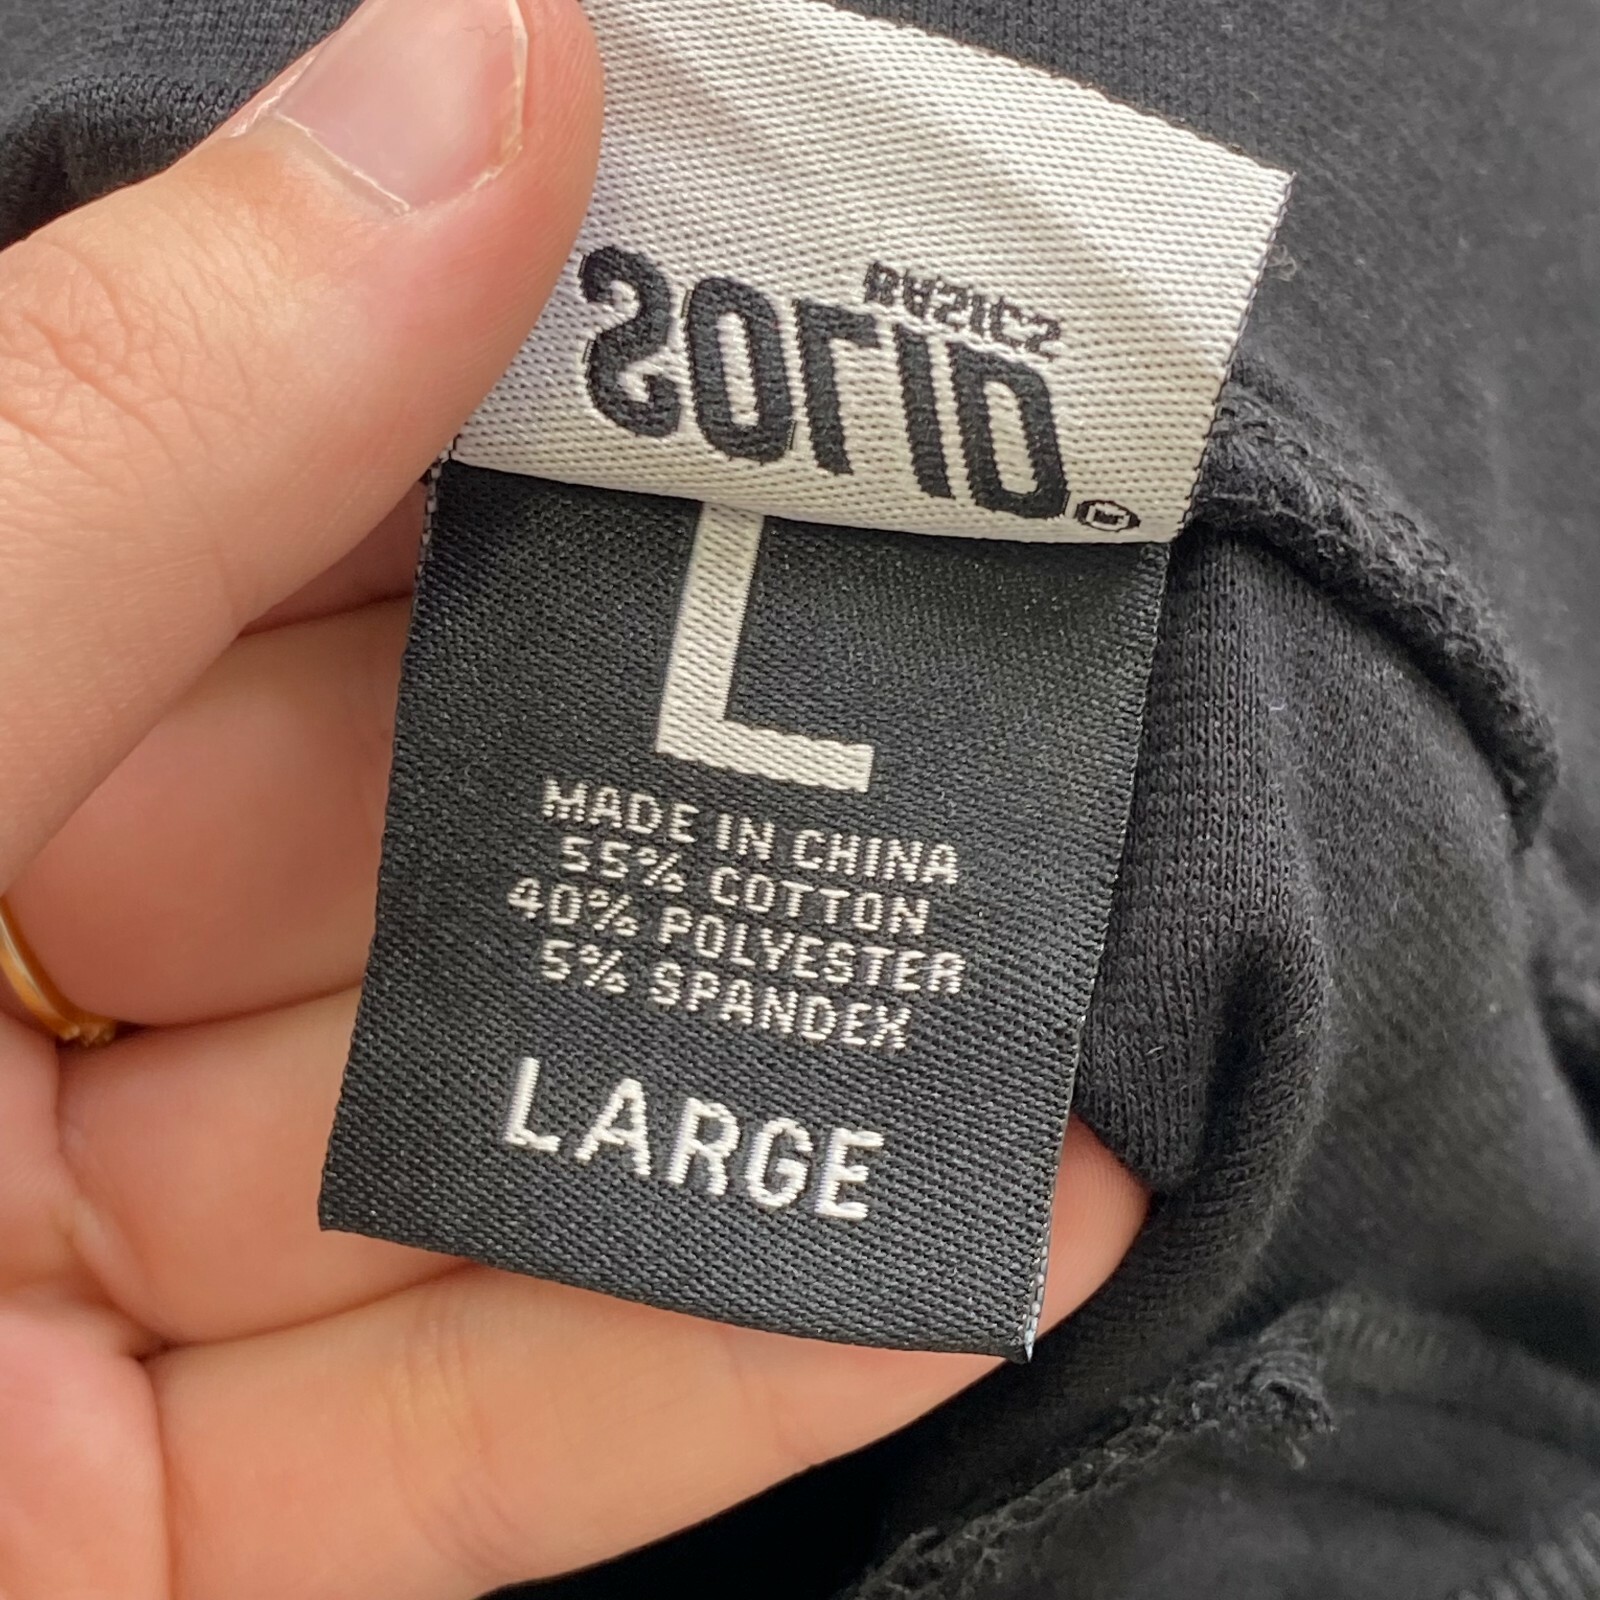 BASICS
SOLID®
L
MADE IN CHINA
55% COTTON
40% POLYESTER
5% SPANDEX
LARGE